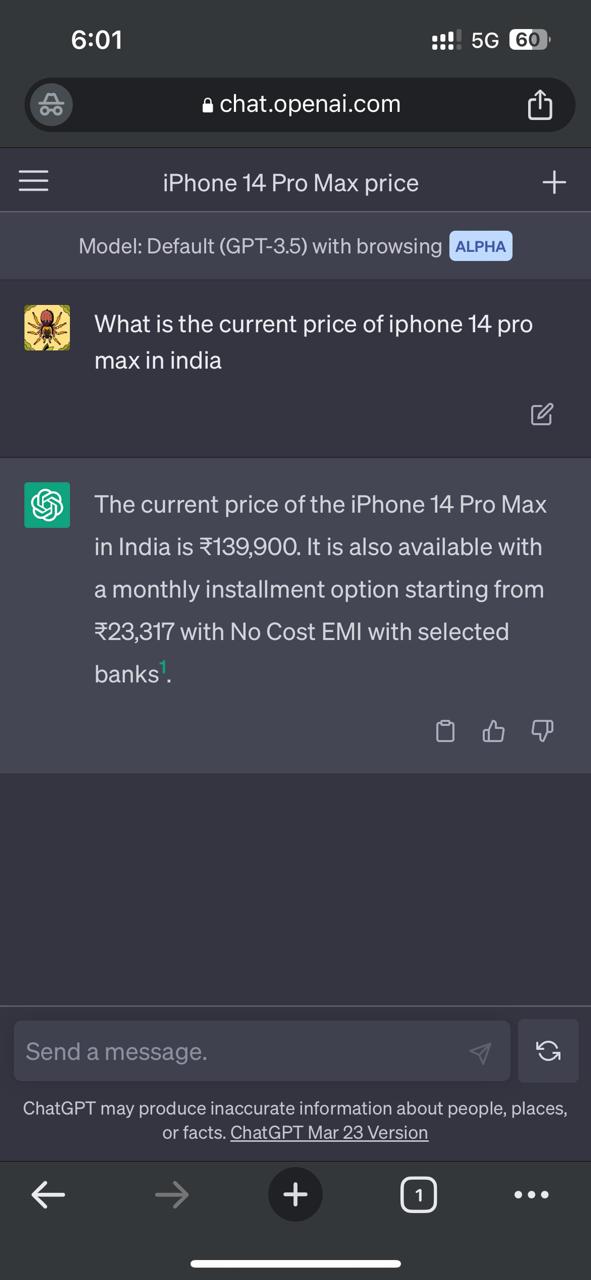 6:01
5G
60
chat.openai.com
iPhone 14 Pro Max price
Model: Default (GPT-3.5) with browsing ALPHA
What is the current price of iphone 14 pro
max in india
The current price of the iPhone 14 Pro Max
in India is ₹139,900. It is also available with
a monthly installment option starting from
₹23,317 with No Cost EMI with selected
banks1.
Send a message.
ChatGPT may produce inaccurate information about people, places,
or facts. ChatGPT Mar 23 Version
1